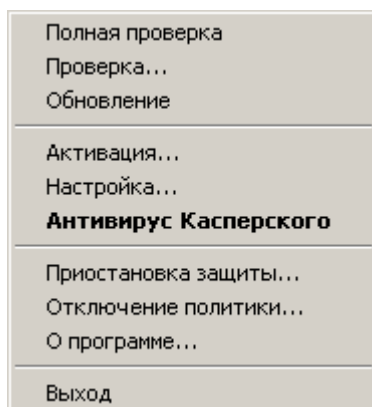 Полная проверка
Проверка...
Обновление
Активация...
Настройка...
Антивирус Касперского
Приостановка защиты...
Отключение политики...
О программе...
Выход